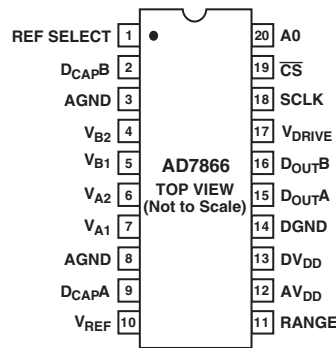 REF SELECT 1 20 A0
DCAPB 2 19 C̅S̅
AGND 3 18 SCLK
VB2 4 17 VDRIVE
VB1 5 16 DOUTB
VA2 6 15 DOUTA
VA1 7 14 DGND
AGND 8 13 DVDD
DCAPA 9 12 AVDD
VREF 10 11 RANGE
AD7866
TOP VIEW
(Not to Scale)